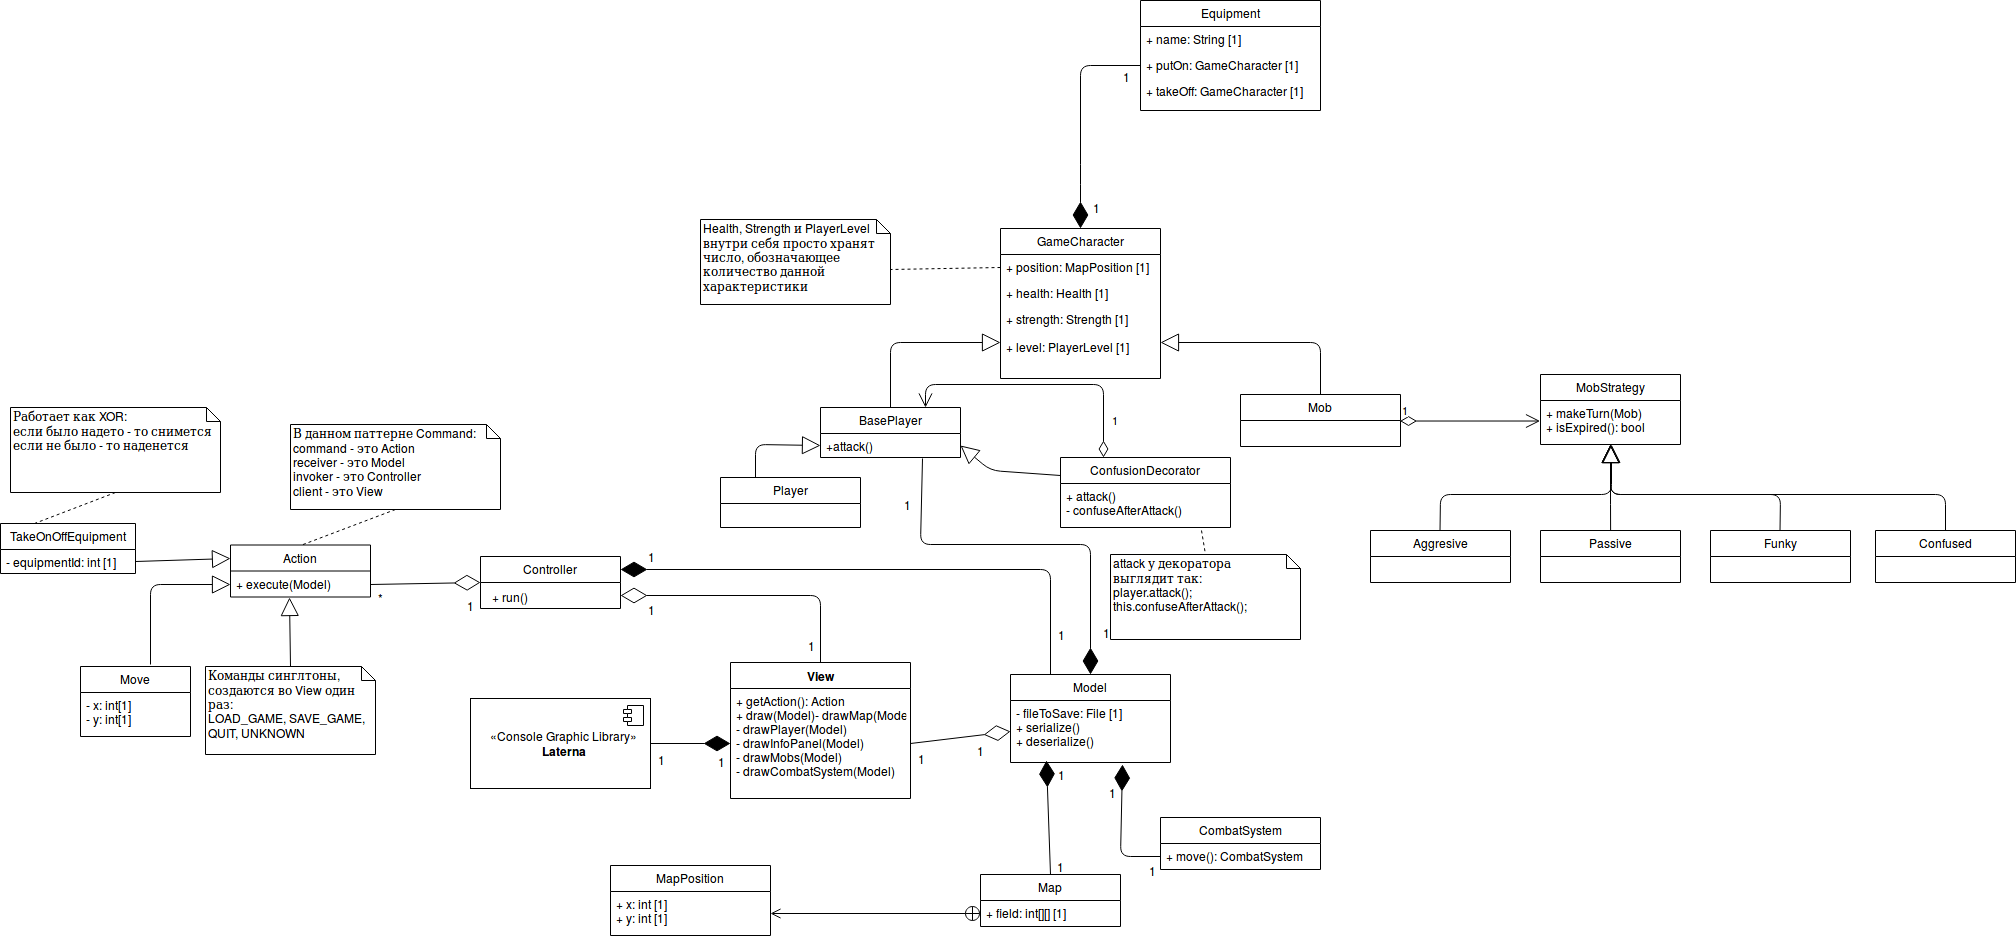 Equipment
+ name: String [1]
+ putOn: GameCharacter [1]
+ takeOff: GameCharacter [1]
1
1
Health, Strength и PlayerLevel
внутри себя просто хранят
число, обозначающее
количество данной
характеристики
GameCharacter
+ position: MapPosition [1]
+ health: Health [1]
+ strength: Strength [1]
+ level: PlayerLevel [1]
Mob
1
MobStrategy
+ makeTurn(Mob)
+ isExpired(): bool
Aggresive
Passive
Funky
Confused
BasePlayer
+attack()
1
1
Player
ConfusionDecorator
+ attack()
- confuseAfterAttack()
attack у декоратора
выглядит так:
player.attack();
this.confuseAfterAttack();
Работает как XOR:
если было надето - то снимется
если не было - то наденется
В данном паттерне Command:
command - это Action
receiver - это Model
invoker - это Controller
client - это View
TakeOnOffEquipment
- equipmentId: int [1]
Action
+ execute(Model)
*
1
Controller
+ run()
1
1
1
1
1
Move
- x: int[1]
- y: int[1]
Команды синглтоны,
создаются во View один
раз:
LOAD_GAME, SAVE_GAME,
QUIT, UNKNOWN
«Console Graphic Library»
Laterna
1
1
View
+ getAction(): Action
+ draw(Model)- drawMap(Mode
- drawPlayer(Model)
- drawInfoPanel(Model)
- drawMobs(Model)
- drawCombatSystem(Model)
1
1
Model
- fileToSave: File [1]
+ serialize()
+ deserialize()
1
1
CombatSystem
+ move(): CombatSystem
1
1
MapPosition
+ x: int [1]
+ y: int [1]
Map
+ field: int[][] [1]